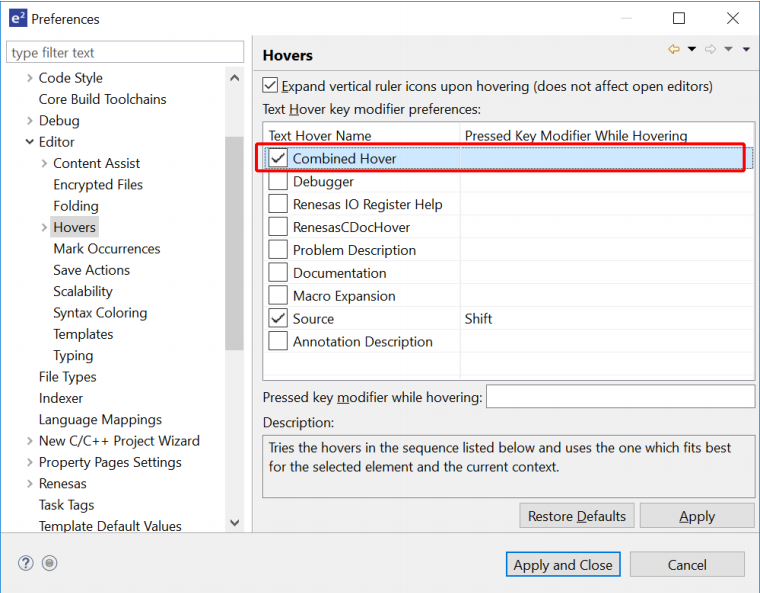 e² Preferences
type filter text
Code Style
Core Build Toolchains
Debug
Editor
Content Assist
Encrypted Files
Folding
Hovers
Mark Occurrences
Save Actions
Scalability
Syntax Coloring
Templates
Typing
File Types
Indexer
Language Mappings
New C/C++ Project Wizard
Property Pages Settings
Renesas
Task Tags
Template Default Values
Hovers
Expand vertical ruler icons upon hovering (does not affect open editors)
Text Hover key modifier preferences:
Text Hover Name Pressed Key Modifier While Hovering
Combined Hover
Debugger
Renesas IO Register Help
RenesasCDocHover
Problem Description
Documentation
Macro Expansion
Source Shift
Annotation Description
Pressed key modifier while hovering:
Description:
Tries the hovers in the sequence listed below and uses the one which fits best
for the selected element and the current context.
Restore Defaults Apply
? Apply and Close Cancel